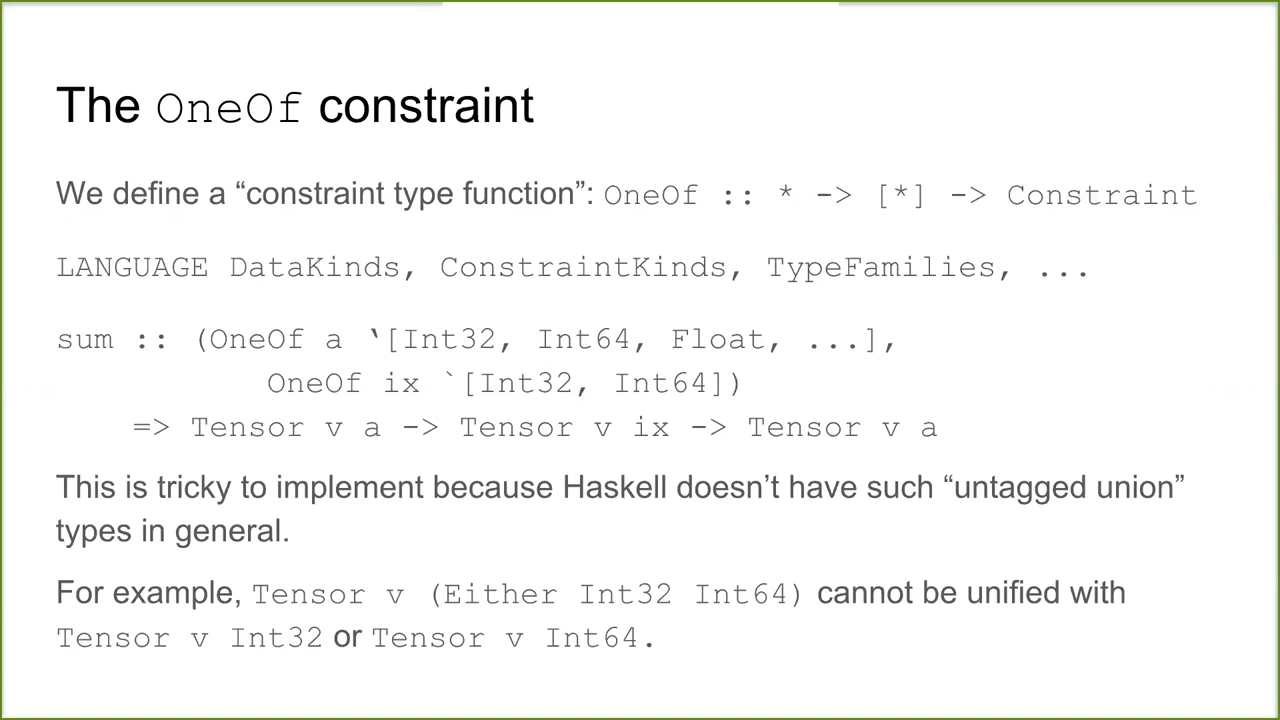 The OneOf constraint
We define a “constraint type function”: OneOf :: * -> [*] -> Constraint
LANGUAGE DataKinds, ConstraintKinds, TypeFamilies, ...
sum :: (OneOf a ‘[Int32, Int64, Float, ...],
OneOf ix `[Int32, Int64])
=> Tensor v a -> Tensor v ix -> Tensor v a
This is tricky to implement because Haskell doesn’t have such “untagged union”
types in general.
For example, Tensor v (Either Int32 Int64) cannot be unified with
Tensor v Int32 or Tensor v Int64.